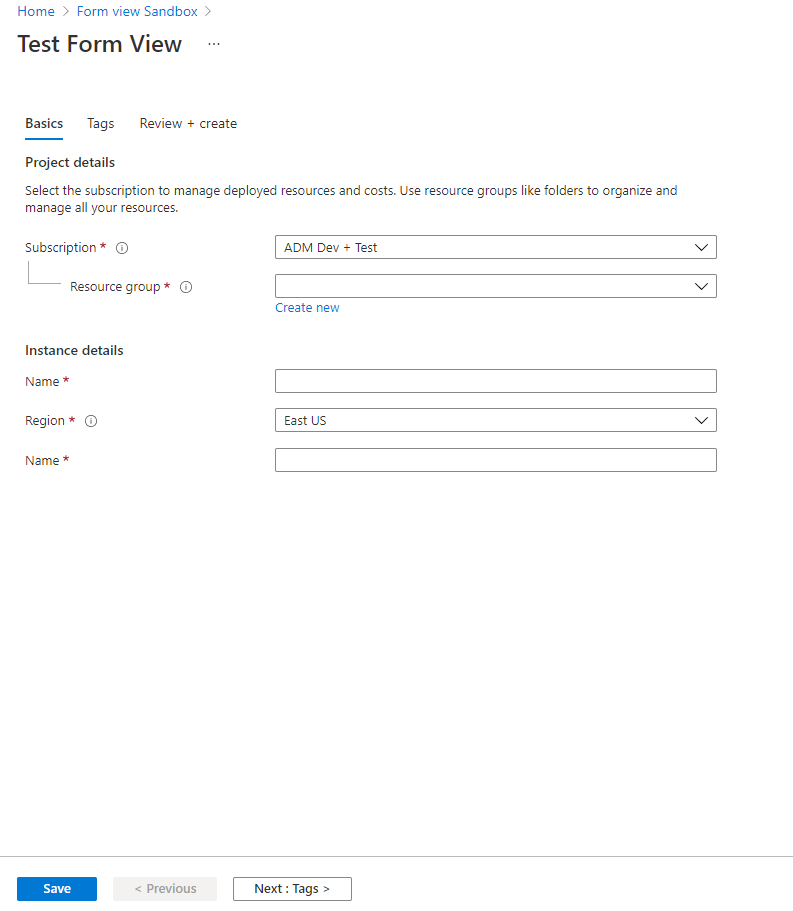 Home > Form view Sandbox >
Test Form View ...
Basics Tags Review + create
Project details
Select the subscription to manage deployed resources and costs. Use resource groups like folders to organize and
manage all your resources.
Subscription * ADM Dev + Test
Resource group *
Create new
Instance details
Name *
Region * East US
Name *
Save < Previous Next : Tags >